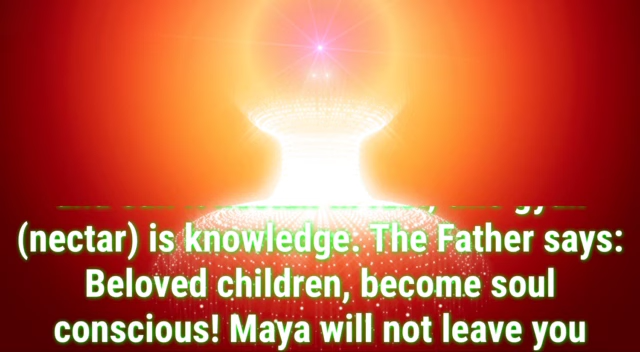 (nectar) is knowledge. The Father says:
Beloved children, become soul
conscious! Maya will not leave you